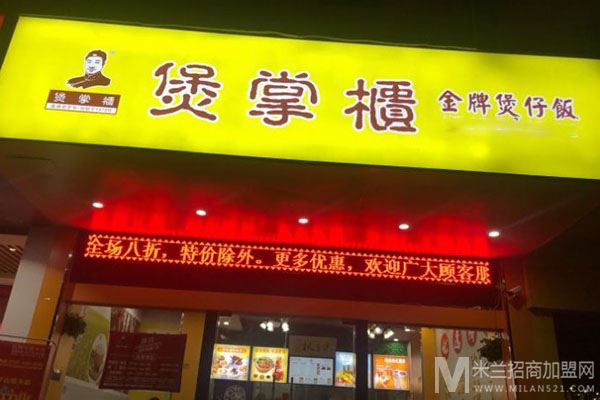 煲掌櫃 金牌煲仔飯
煲掌櫃
全场八折，特价除外。更多优惠，欢迎广大顾客服
米兰招商加盟网
WWW.MILAN521.COM